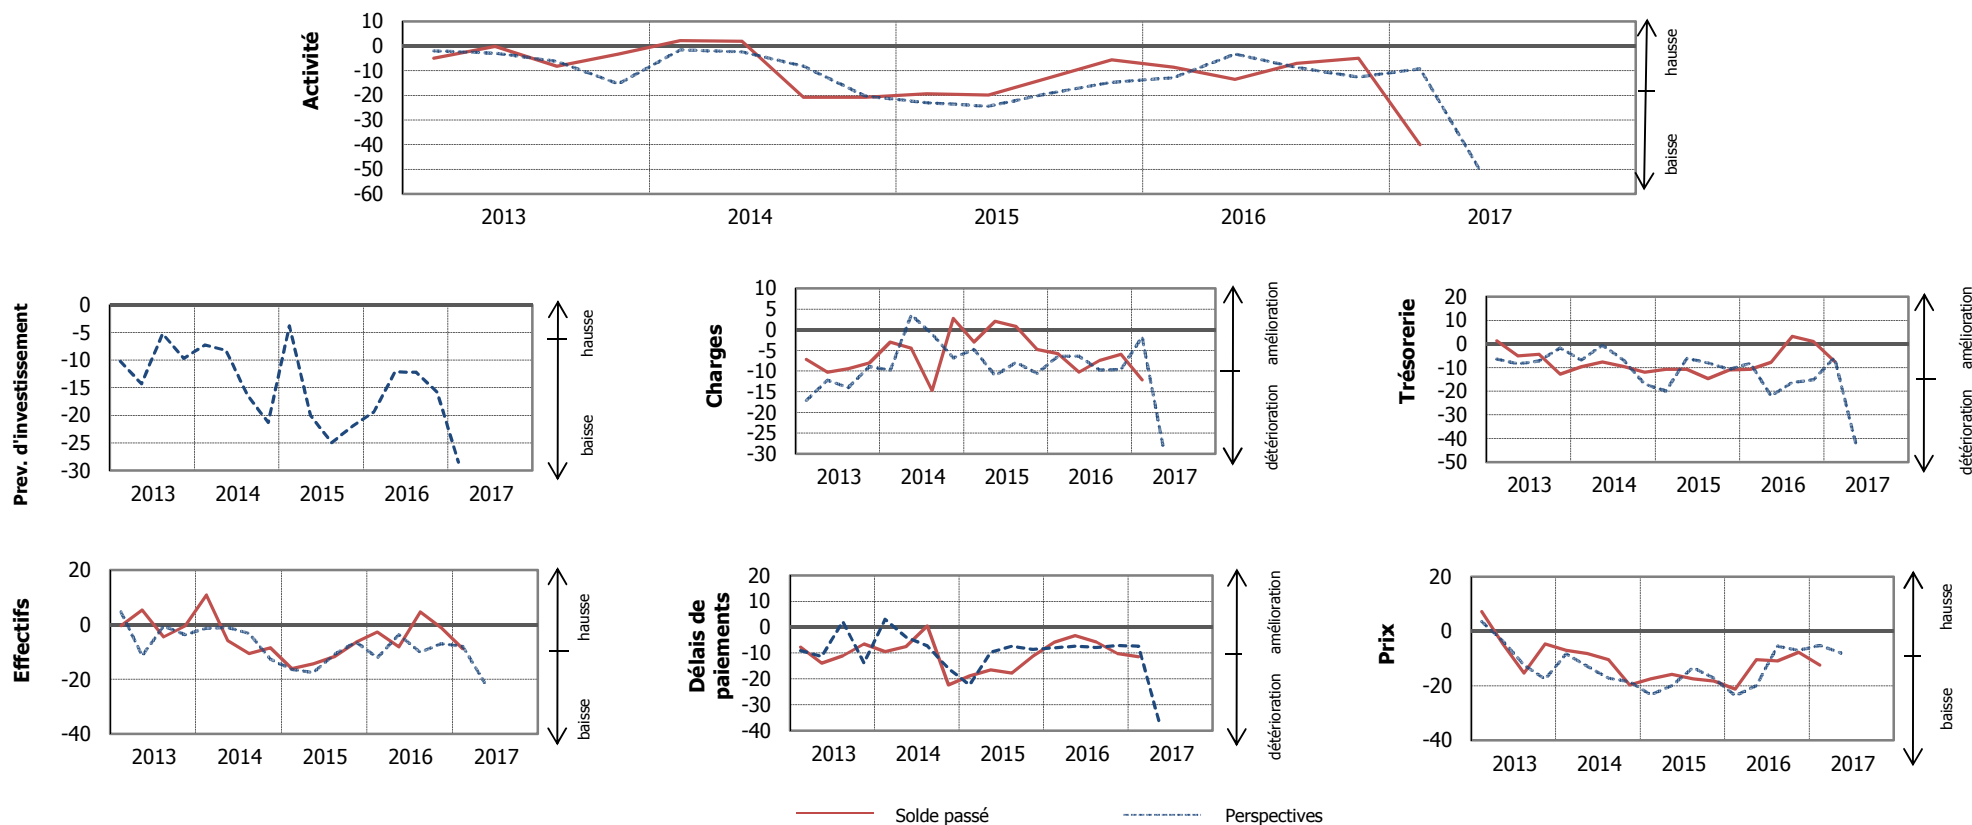 Activité
10
0
-10
-20
-30
-40
-50
-60
2013 2014 2015 2016 2017
hausse
baisse
Prev. d'investissement
0
-5
-10
-15
-20
-25
-30
2013 2014 2015 2016 2017
hausse
baisse
Charges
10
5
0
-5
-10
-15
-20
-25
-30
2013 2014 2015 2016 2017
amélioration
détérioration
Trésorerie
20
10
0
-10
-20
-30
-40
-50
2013 2014 2015 2016 2017
amélioration
détérioration
Effectifs
20
0
-20
-40
2013 2014 2015 2016 2017
hausse
baisse
Délais de
paiements
20
10
0
-10
-20
-30
-40
2013 2014 2015 2016 2017
amélioration
détérioration
Prix
20
0
-20
-40
2013 2014 2015 2016 2017
hausse
baisse
Solde passé Perspectives